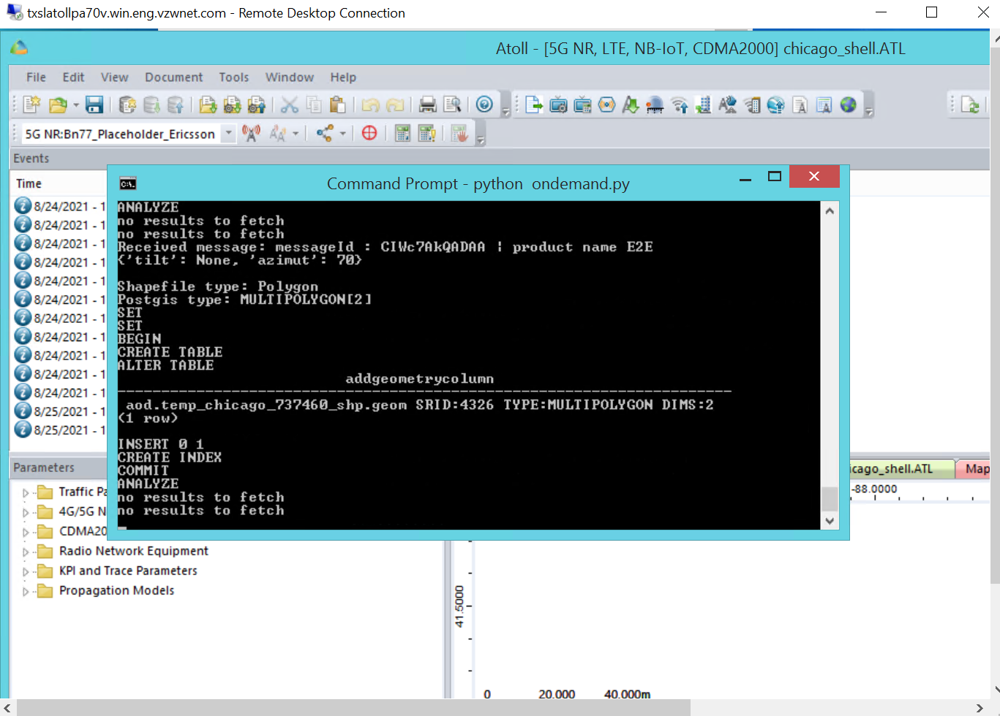 txslatollpa70v.win.eng.vzwnet.com - Remote Desktop Connection
Atoll - [5G NR, LTE, NB-IoT, CDMA2000] chicago_shell.ATL
File Edit View Document Tools Window Help
5G NR:Bn77_Placeholder_Ericsson
Events
Time
Command Prompt - python ondemand.py
8/24/2021 - 1
8/24/2021 - 1
8/24/2021 - 1
8/24/2021 - 1
8/24/2021 - 1
8/24/2021 - 1
8/24/2021 - 1
8/24/2021 - 1
8/24/2021 - 1
8/24/2021 - 1
8/24/2021 - 1
8/25/2021 - 1
8/25/2021 - 1
C:\.
ANALYZE
no results to fetch
no results to fetch
Received message: messageId : CIWc7AkQADAA | product name E2E
{'tilt': None, 'azimut': 70}
Shapefile type: Polygon
Postgis type: MULTIPOLYGON[2]
SET
SET
BEGIN
CREATE TABLE
ALTER TABLE
addgeometrycolumn
----------------------------------------------------------------------
aod.temp_chicago_737460_shp.geom SRID:4326 TYPE:MULTIPOLYGON DIMS:2
(1 row)
INSERT 0 1
CREATE INDEX
COMMIT
ANALYZE
no results to fetch
no results to fetch
Parameters
Traffic Pa
4G/5G N
CDMA20
Radio Network Equipment
KPI and Trace Parameters
Propagation Models
icago_shell.ATL
Map
-88.0000
41.5000
0 20.000 40.000m